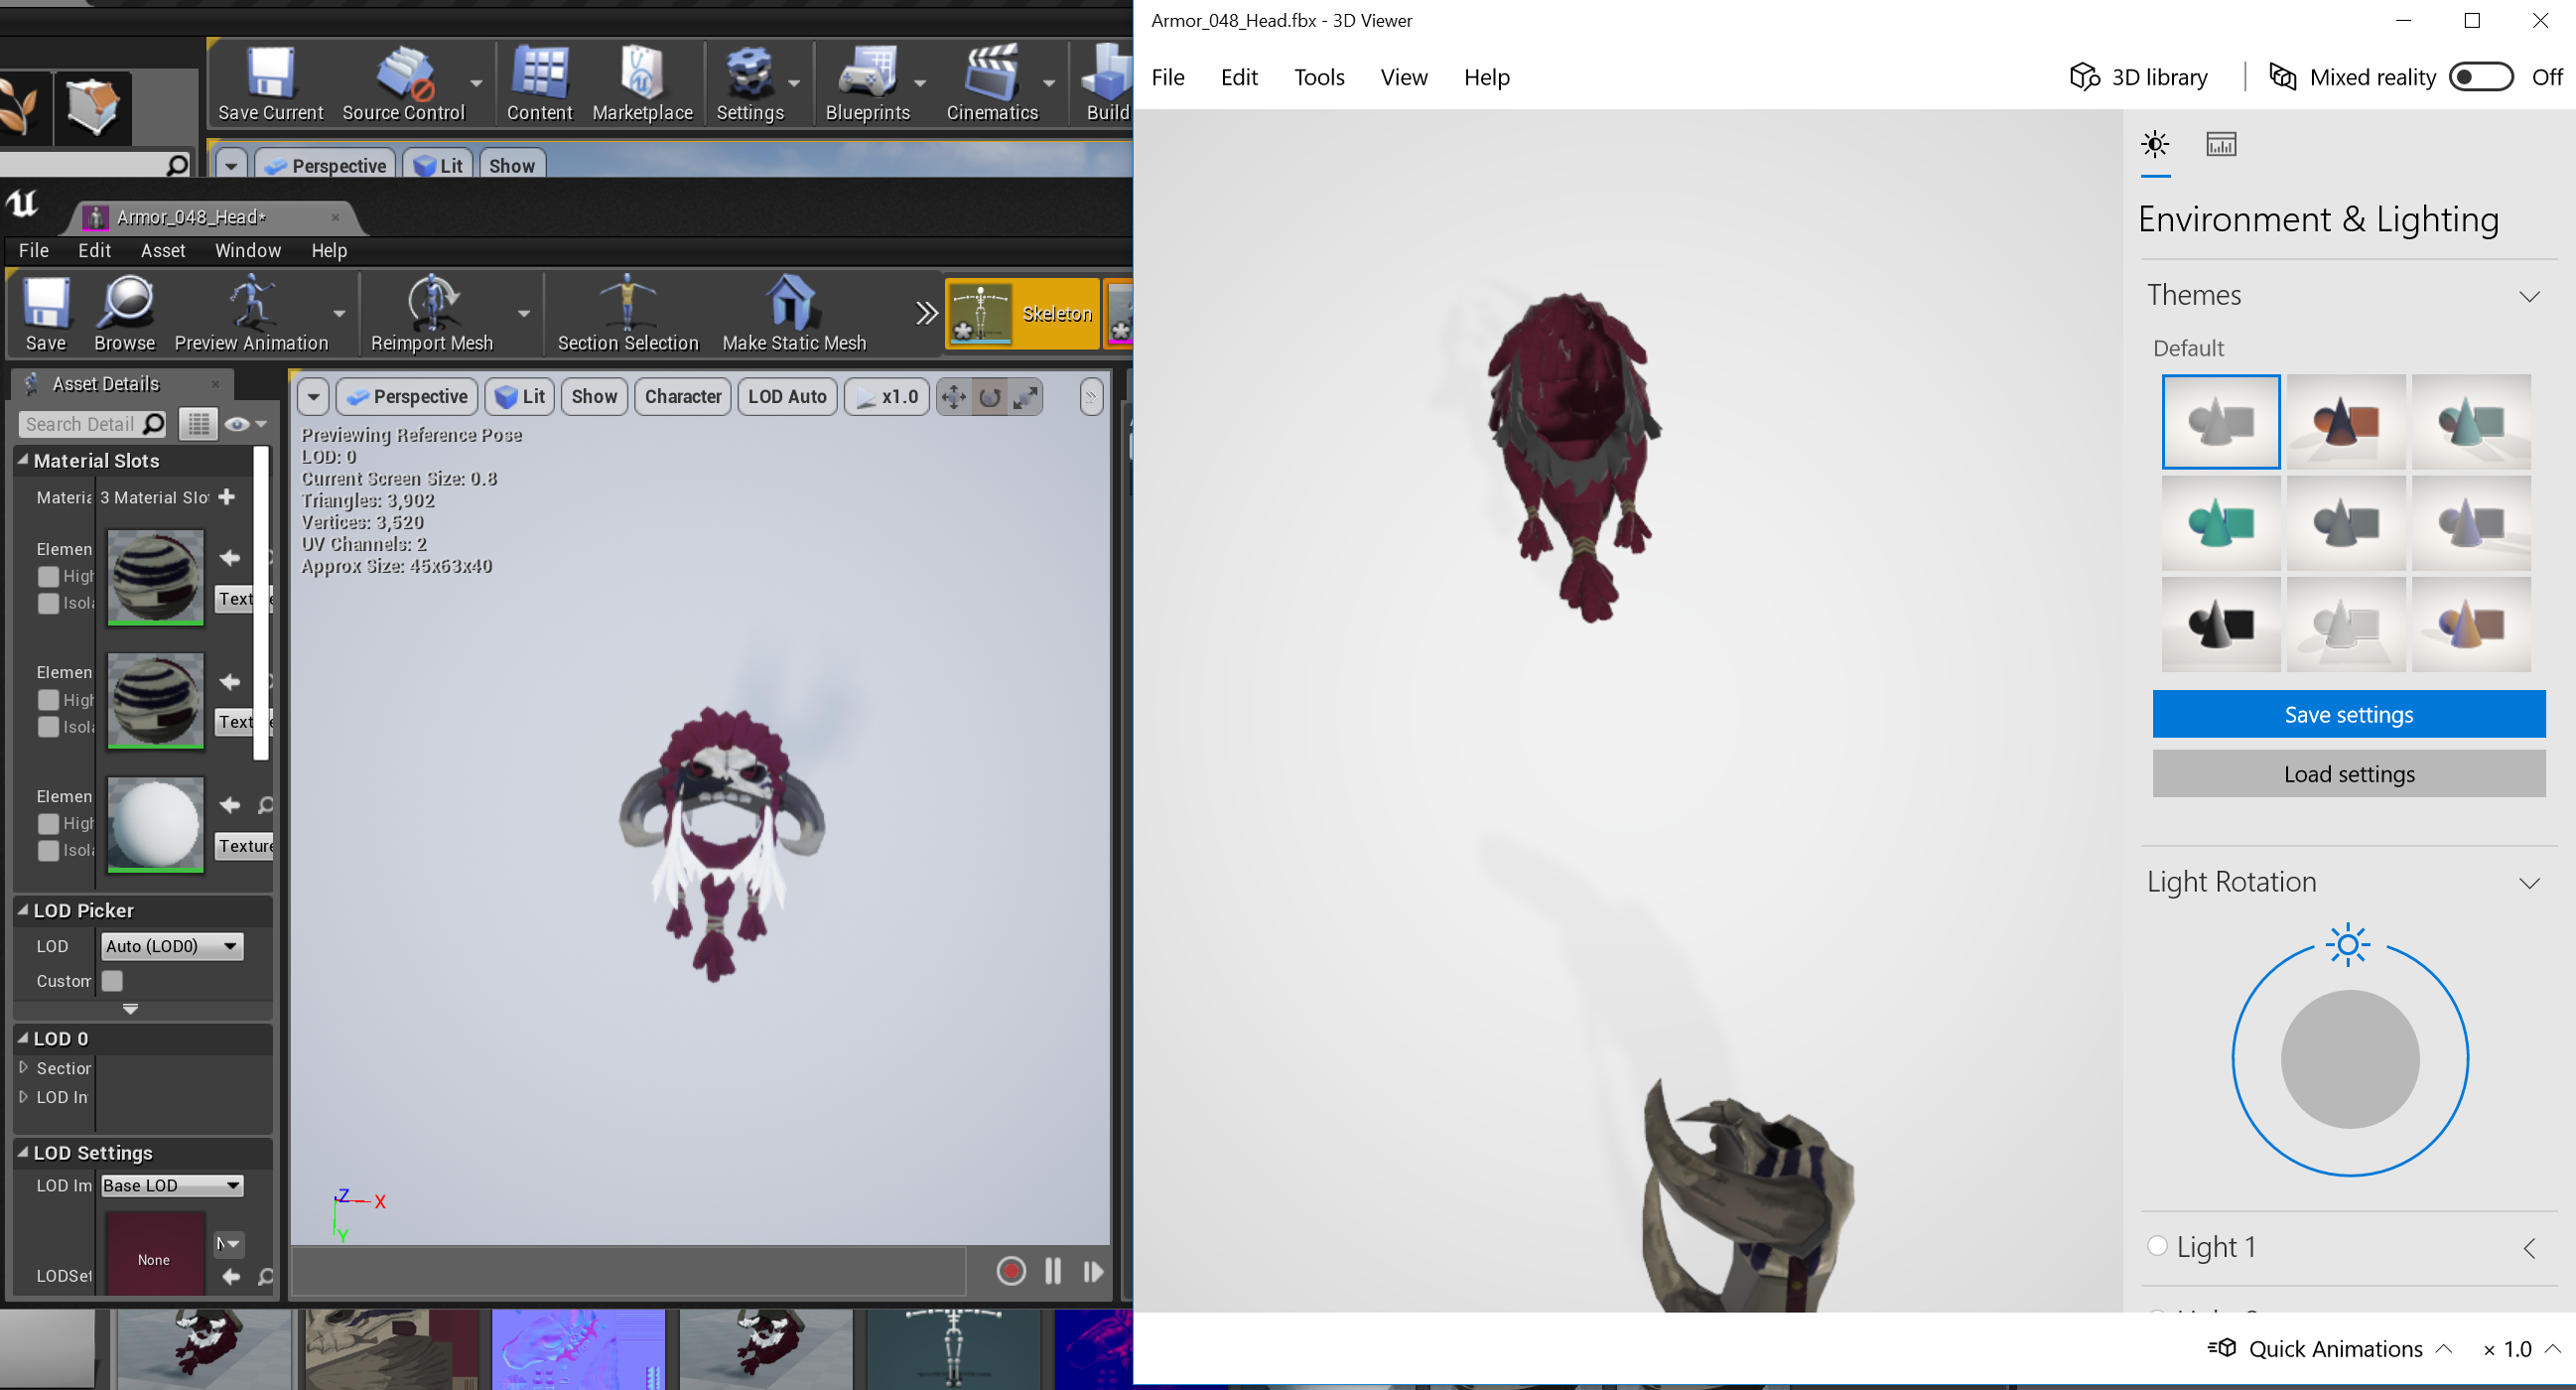 Save Current
Source Control
Content
Marketplace
Settings
Blueprints
Cinematics
Build
Perspective
Lit
Show
Armor_048_Head*
File
Edit
Asset
Window
Help
Save
Browse
Preview Animation
Reimport Mesh
Section Selection
Make Static Mesh
Skeleton
Asset Details
Search Detail
Material Slots
3 Material Slo
Elemen
High
Isola
Text
Elemen
High
Isola
Text
Elemen
High
Isola
Texture
LOD Picker
LOD
Auto (LOD0)
Custom
LOD 0
Section
LOD In
LOD Settings
LOD Im
Base LOD
None
LODSet
Perspective
Lit
Show
Character
LOD Auto
x1.0
Previewing Reference Pose
LOD: 0
Current Screen Size: 0.8
Triangles: 3,902
Vertices: 3,520
UV Channels: 2
Approx Size: 45x63x40
Z
X
Y
Armor_048_Head.fbx - 3D Viewer
File
Edit
Tools
View
Help
3D library
Mixed reality
Off
Environment & Lighting
Themes
Default
Save settings
Load settings
Light Rotation
Light 1
Quick Animations
× 1.0